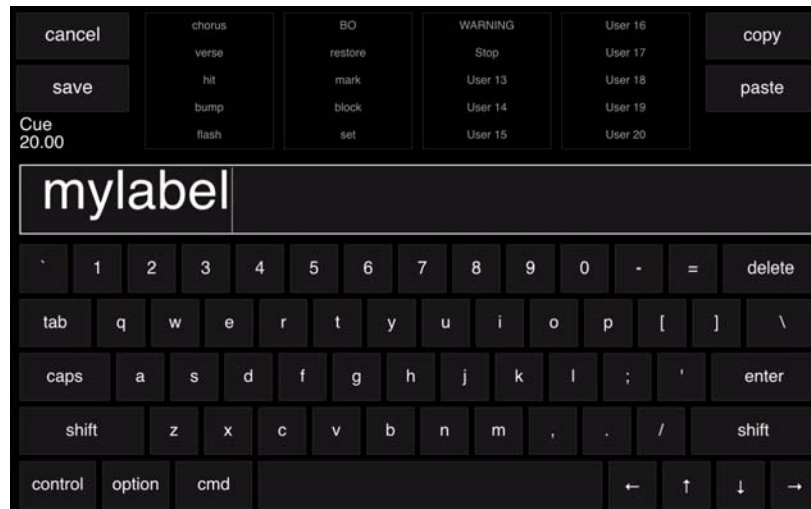 cancel
save
Cue
20.00
chorus
verse
hit
bump
flash
BO
restore
mark
block
set
WARNING
Stop
User 13
User 14
User 15
User 16
User 17
User 18
User 19
User 20
copy
paste
mylabel
` 1 2 3 4 5 6 7 8 9 0 - = delete
tab q w e r t y u i o p [ ] \
caps a s d f g h j k l ; ' enter
shift z x c v b n m , . / shift
control option cmd ← ↑ ↓ →